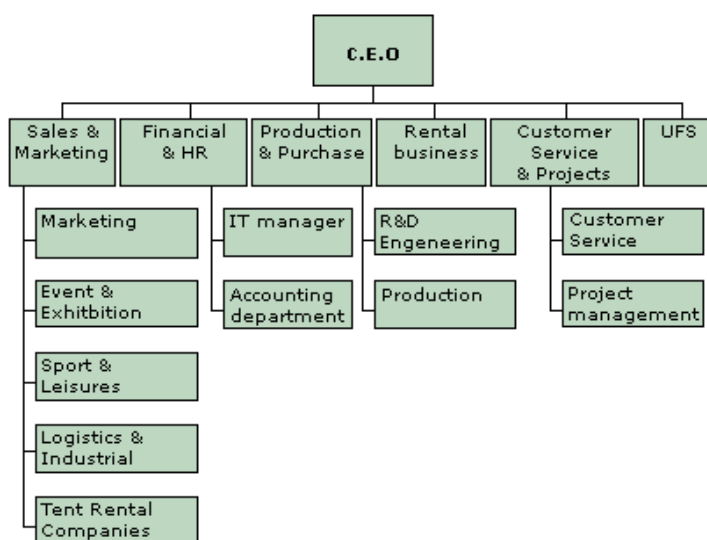 C.E.O
Sales &
Marketing
Financial
& HR
Production
& Purchase
Rental
business
Customer
Service
& Projects
UFS
Marketing
Event &
Exhitbition
Sport &
Leisures
Logistics &
Industrial
Tent Rental
Companies
IT manager
Accounting
department
R&D
Engeneering
Production
Customer
Service
Project
management